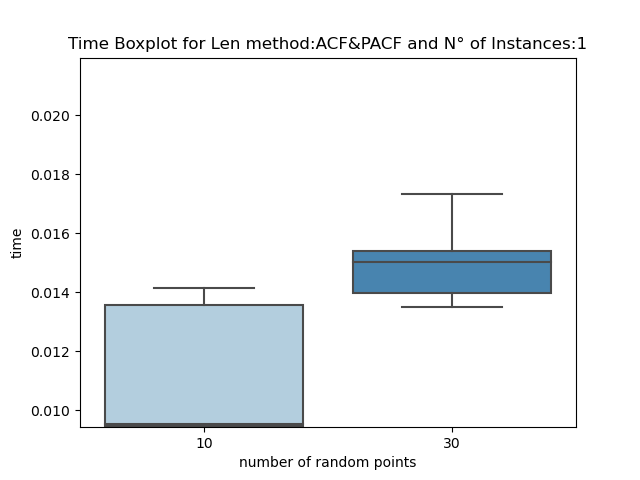 Time Boxplot for Len method:ACF&PACF and N° of Instances:1
0.020
0.018
0.016
0.014
0.012
0.010
time
10 30
number of random points